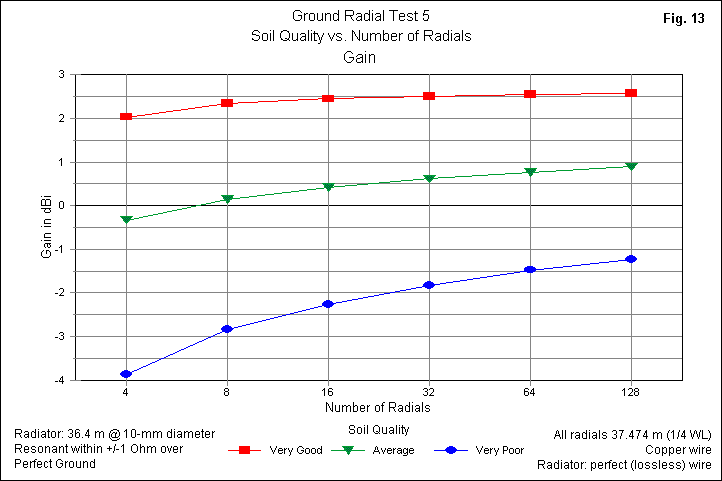 Ground Radial Test 5
Fig. 13
Soil Quality vs. Number of Radials
Gain
Gain in dBi
3
2
1
0
-1
-2
-3
-4
4 8 16 32 64 128
Number of Radials
Radiator: 36.4 m @ 10-mm diameter
Resonant within +/-1 Ohm over
Perfect Ground
Soil Quality
Very Good Average Very Poor
All radials 37.474 m (1/4 WL)
Copper wire
Radiator: perfect (lossless) wire